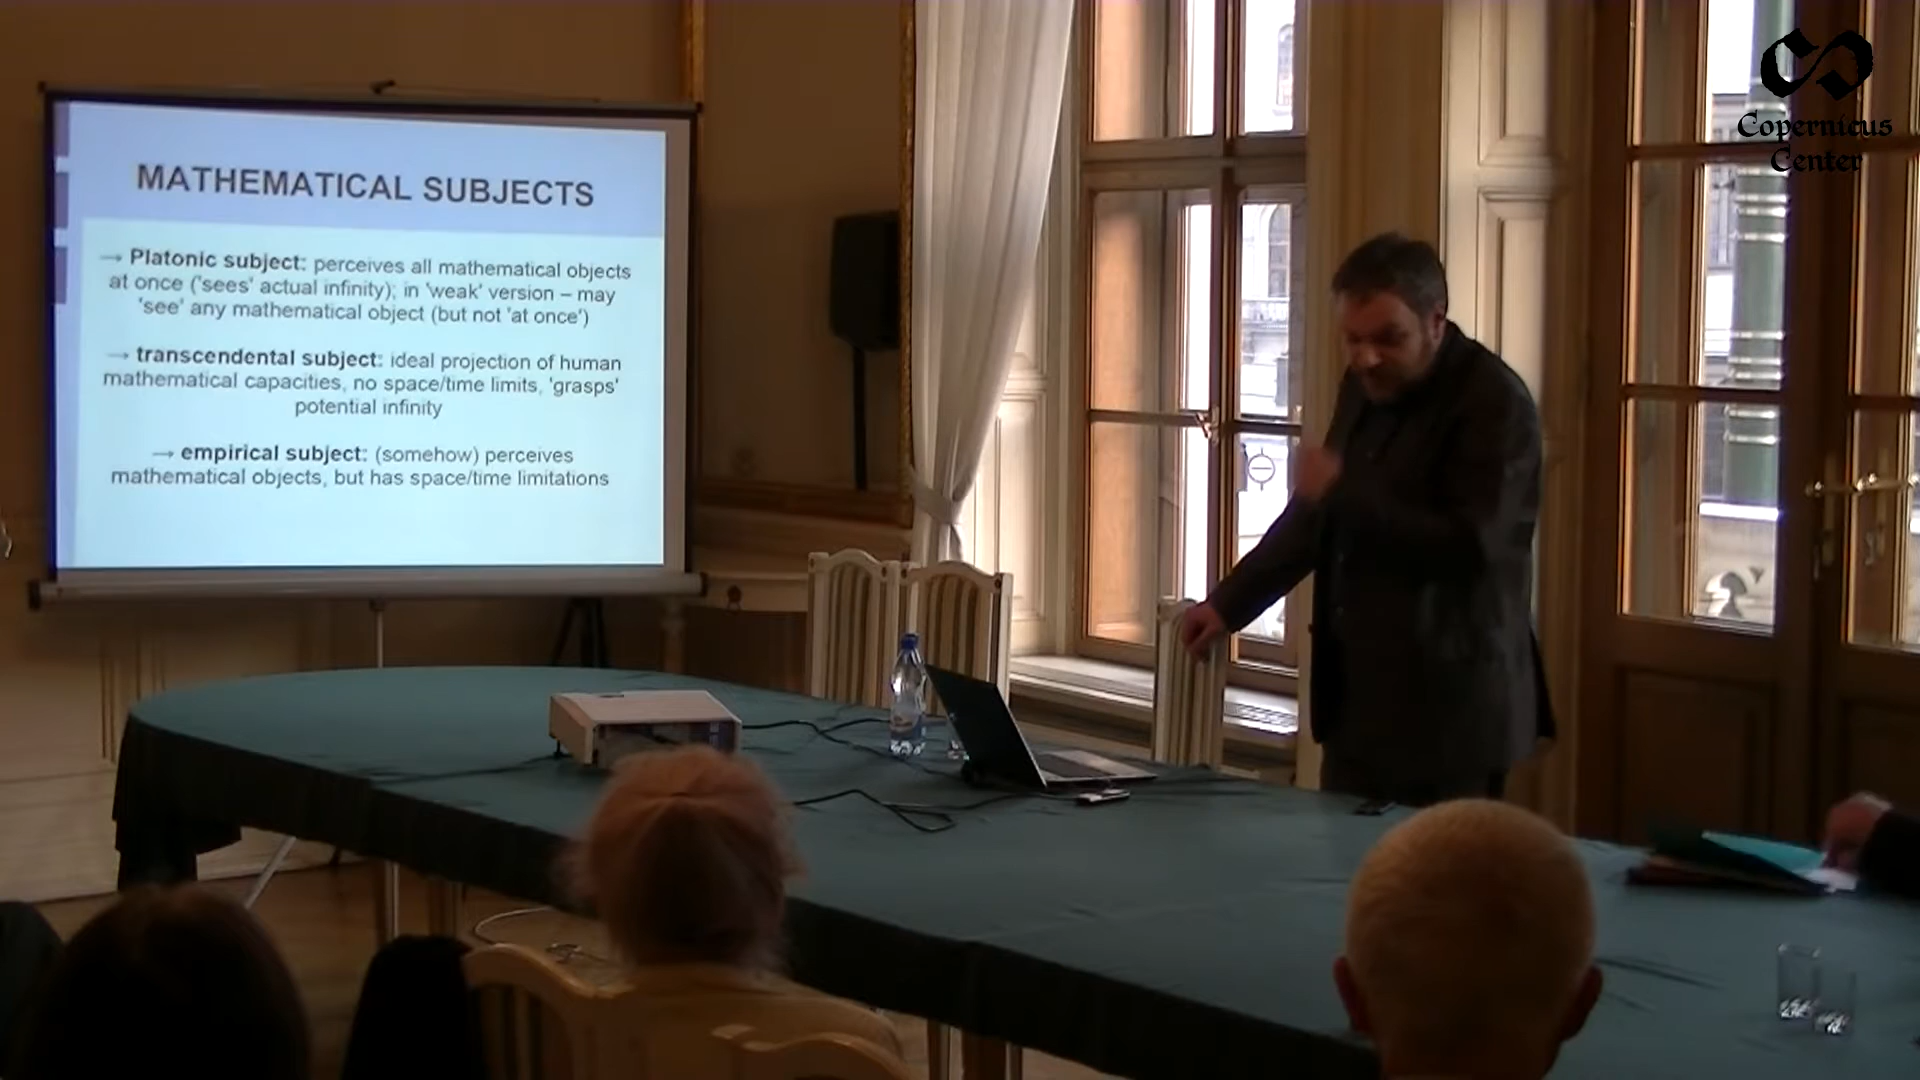 MATHEMATICAL SUBJECTS
→ Platonic subject: perceives all mathematical objects
at once ('sees' actual infinity); in 'weak' version – may
'see' any mathematical object (but not 'at once')
→ transcendental subject: ideal projection of human
mathematical capacities, no space/time limits, 'grasps'
potential infinity
→ empirical subject: (somehow) perceives
mathematical objects, but has space/time limitations
Copernicus
Center